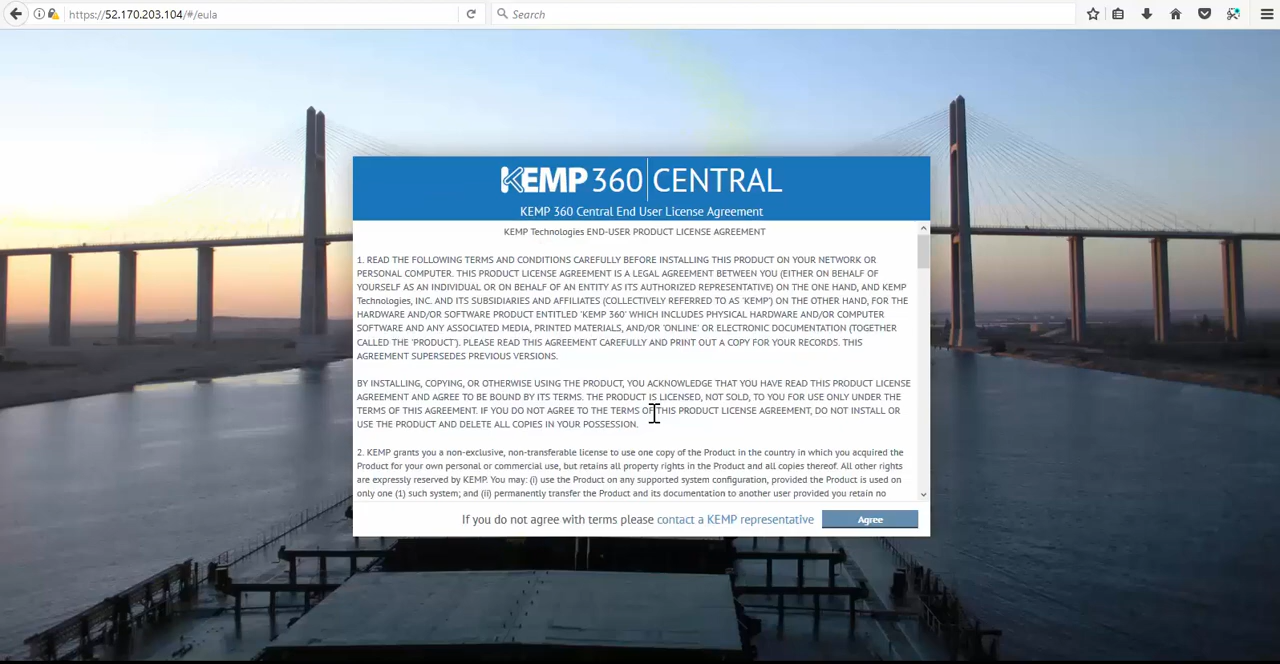 https://52.170.203.104/#/eula
Search
KEMP 360 CENTRAL
KEMP 360 Central End User License Agreement
KEMP Technologies END-USER PRODUCT LICENSE AGREEMENT
1. READ THE FOLLOWING TERMS AND CONDITIONS CAREFULLY BEFORE INSTALLING THIS PRODUCT ON YOUR NETWORK OR
PERSONAL COMPUTER. THIS PRODUCT LICENSE AGREEMENT IS A LEGAL AGREEMENT BETWEEN YOU (EITHER ON BEHALF OF
YOURSELF AS AN INDIVIDUAL OR ON BEHALF OF AN ENTITY AS ITS AUTHORIZED REPRESENTATIVE) ON THE ONE HAND, AND KEMP
Technologies, INC. AND ITS SUBSIDIARIES AND AFFILIATES (COLLECTIVELY REFERRED TO AS 'KEMP') ON THE OTHER HAND, FOR THE
HARDWARE AND/OR SOFTWARE PRODUCT ENTITLED 'KEMP 360' WHICH INCLUDES PHYSICAL HARDWARE AND/OR COMPUTER
SOFTWARE AND ANY ASSOCIATED MEDIA, PRINTED MATERIALS, AND/OR 'ONLINE' OR ELECTRONIC DOCUMENTATION (TOGETHER
CALLED THE 'PRODUCT'). PLEASE READ THIS AGREEMENT CAREFULLY AND PRINT OUT A COPY FOR YOUR RECORDS. THIS
AGREEMENT SUPERSEDES PREVIOUS VERSIONS.
BY INSTALLING, COPYING, OR OTHERWISE USING THE PRODUCT, YOU ACKNOWLEDGE THAT YOU HAVE READ THIS PRODUCT LICENSE
AGREEMENT AND AGREE TO BE BOUND BY ITS TERMS. THE PRODUCT IS LICENSED, NOT SOLD, TO YOU FOR USE ONLY UNDER THE
TERMS OF THIS AGREEMENT. IF YOU DO NOT AGREE TO THE TERMS OF THIS PRODUCT LICENSE AGREEMENT, DO NOT INSTALL OR
USE THE PRODUCT AND DELETE ALL COPIES IN YOUR POSSESSION.
2. KEMP grants you a non-exclusive, non-transferable license to use one copy of the Product in the country in which you acquired the
Product for your own personal or commercial use, but retains all property rights in the Product and all copies thereof. All other rights
are expressly reserved by KEMP. You may: (i) use the Product on any supported system configuration, provided the Product is used on
only one (1) such system; and (ii) permanently transfer the Product and its documentation to another user provided you retain no
If you do not agree with terms please contact a KEMP representative
Agree